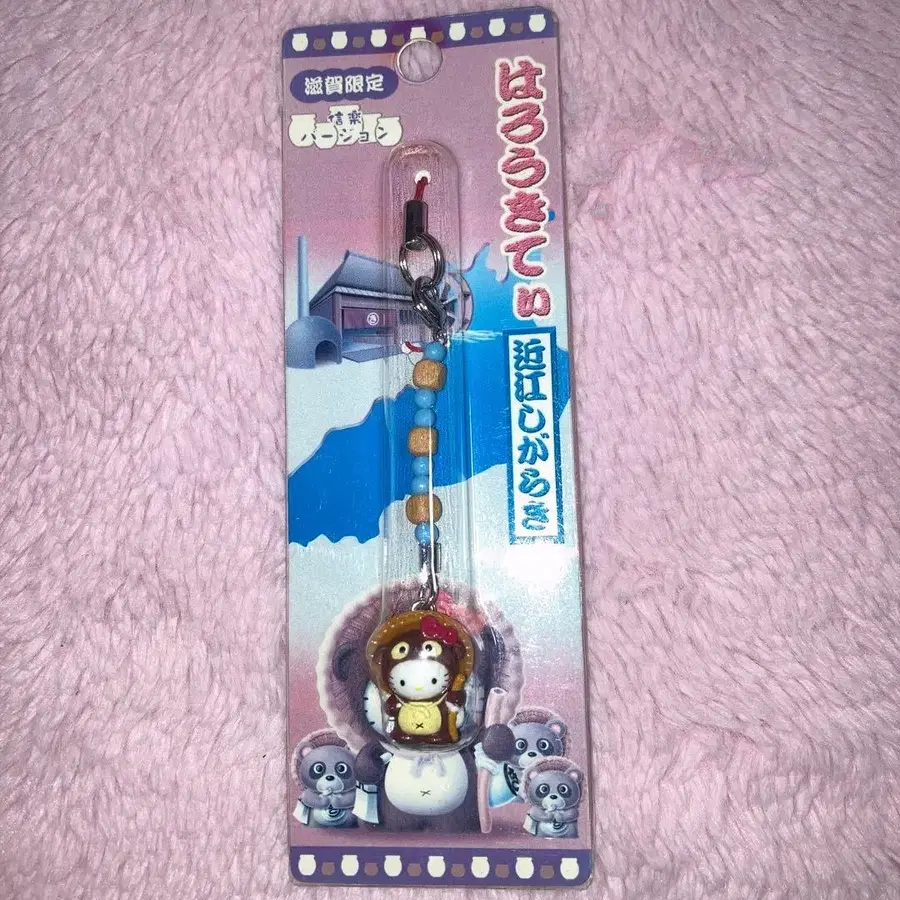 滋賀限定
信楽
バージョン
はろうきてぃ
近江しがらき